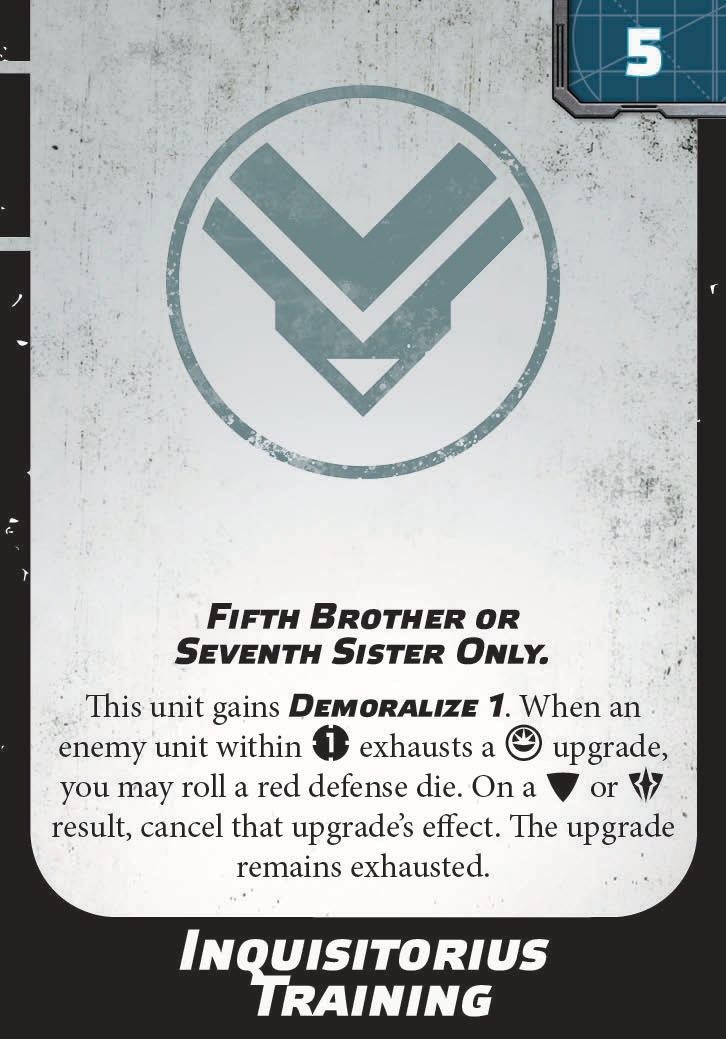 5
FIFTH BROTHER OR
SEVENTH SISTER ONLY.
This unit gains DEMORALIZE 1. When an
enemy unit within 1 exhausts a upgrade,
you may roll a red defense die. On a or
result, cancel that upgrade’s effect. The upgrade
remains exhausted.
INQUISITORIUS
TRAINING